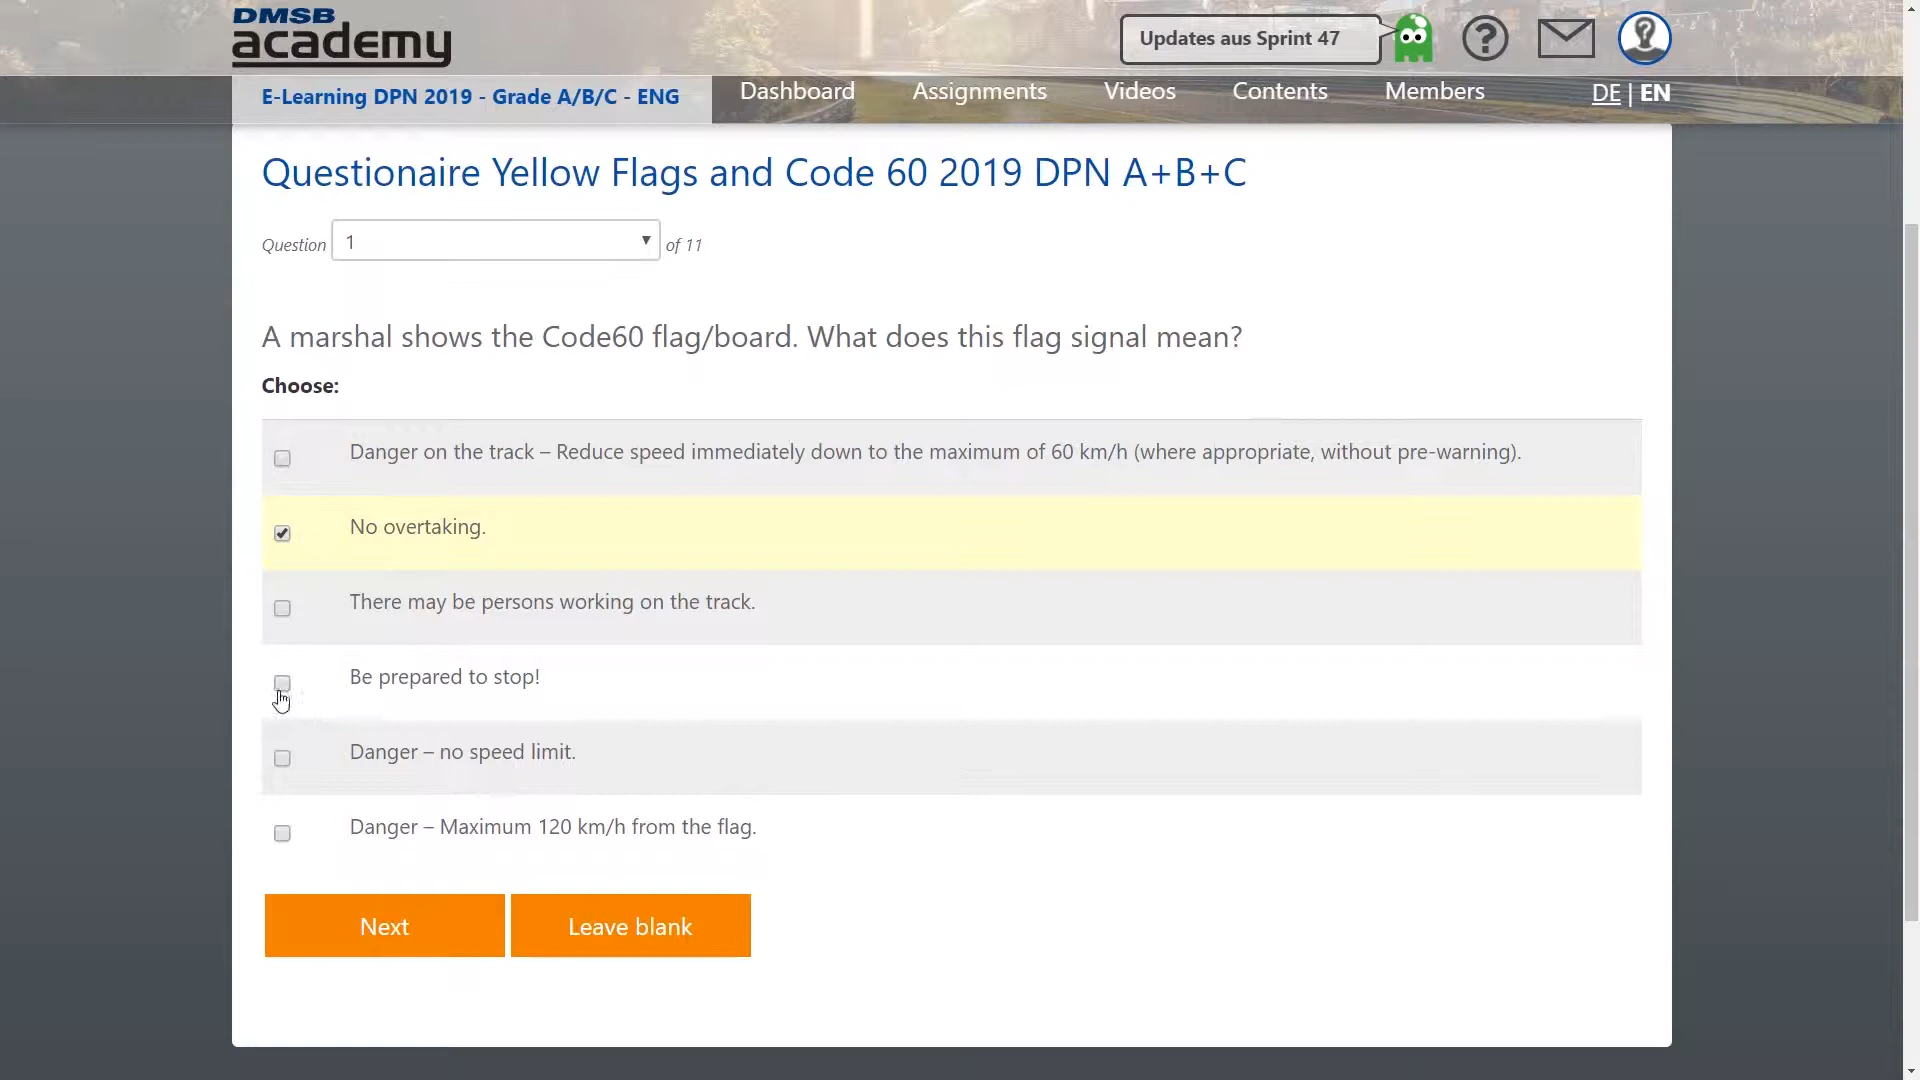 DMSB
academy
Updates aus Sprint 47
?
E-Learning DPN 2019 - Grade A/B/C - ENG
Dashboard
Assignments
Videos
Contents
Members
DE | EN
Questionaire Yellow Flags and Code 60 2019 DPN A+B+C
Question 1 of 11
A marshal shows the Code60 flag/board. What does this flag signal mean?
Choose:
Danger on the track – Reduce speed immediately down to the maximum of 60 km/h (where appropriate, without pre-warning).
No overtaking.
There may be persons working on the track.
Be prepared to stop!
Danger – no speed limit.
Danger – Maximum 120 km/h from the flag.
Next
Leave blank